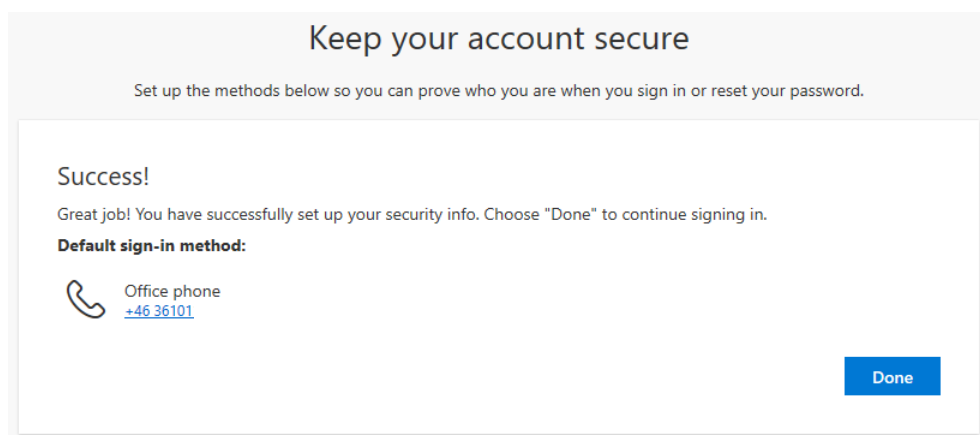 Keep your account secure
Set up the methods below so you can prove who you are when you sign in or reset your password.
Success!
Great job! You have successfully set up your security info. Choose "Done" to continue signing in.
Default sign-in method:
Office phone
+46 36101
Done